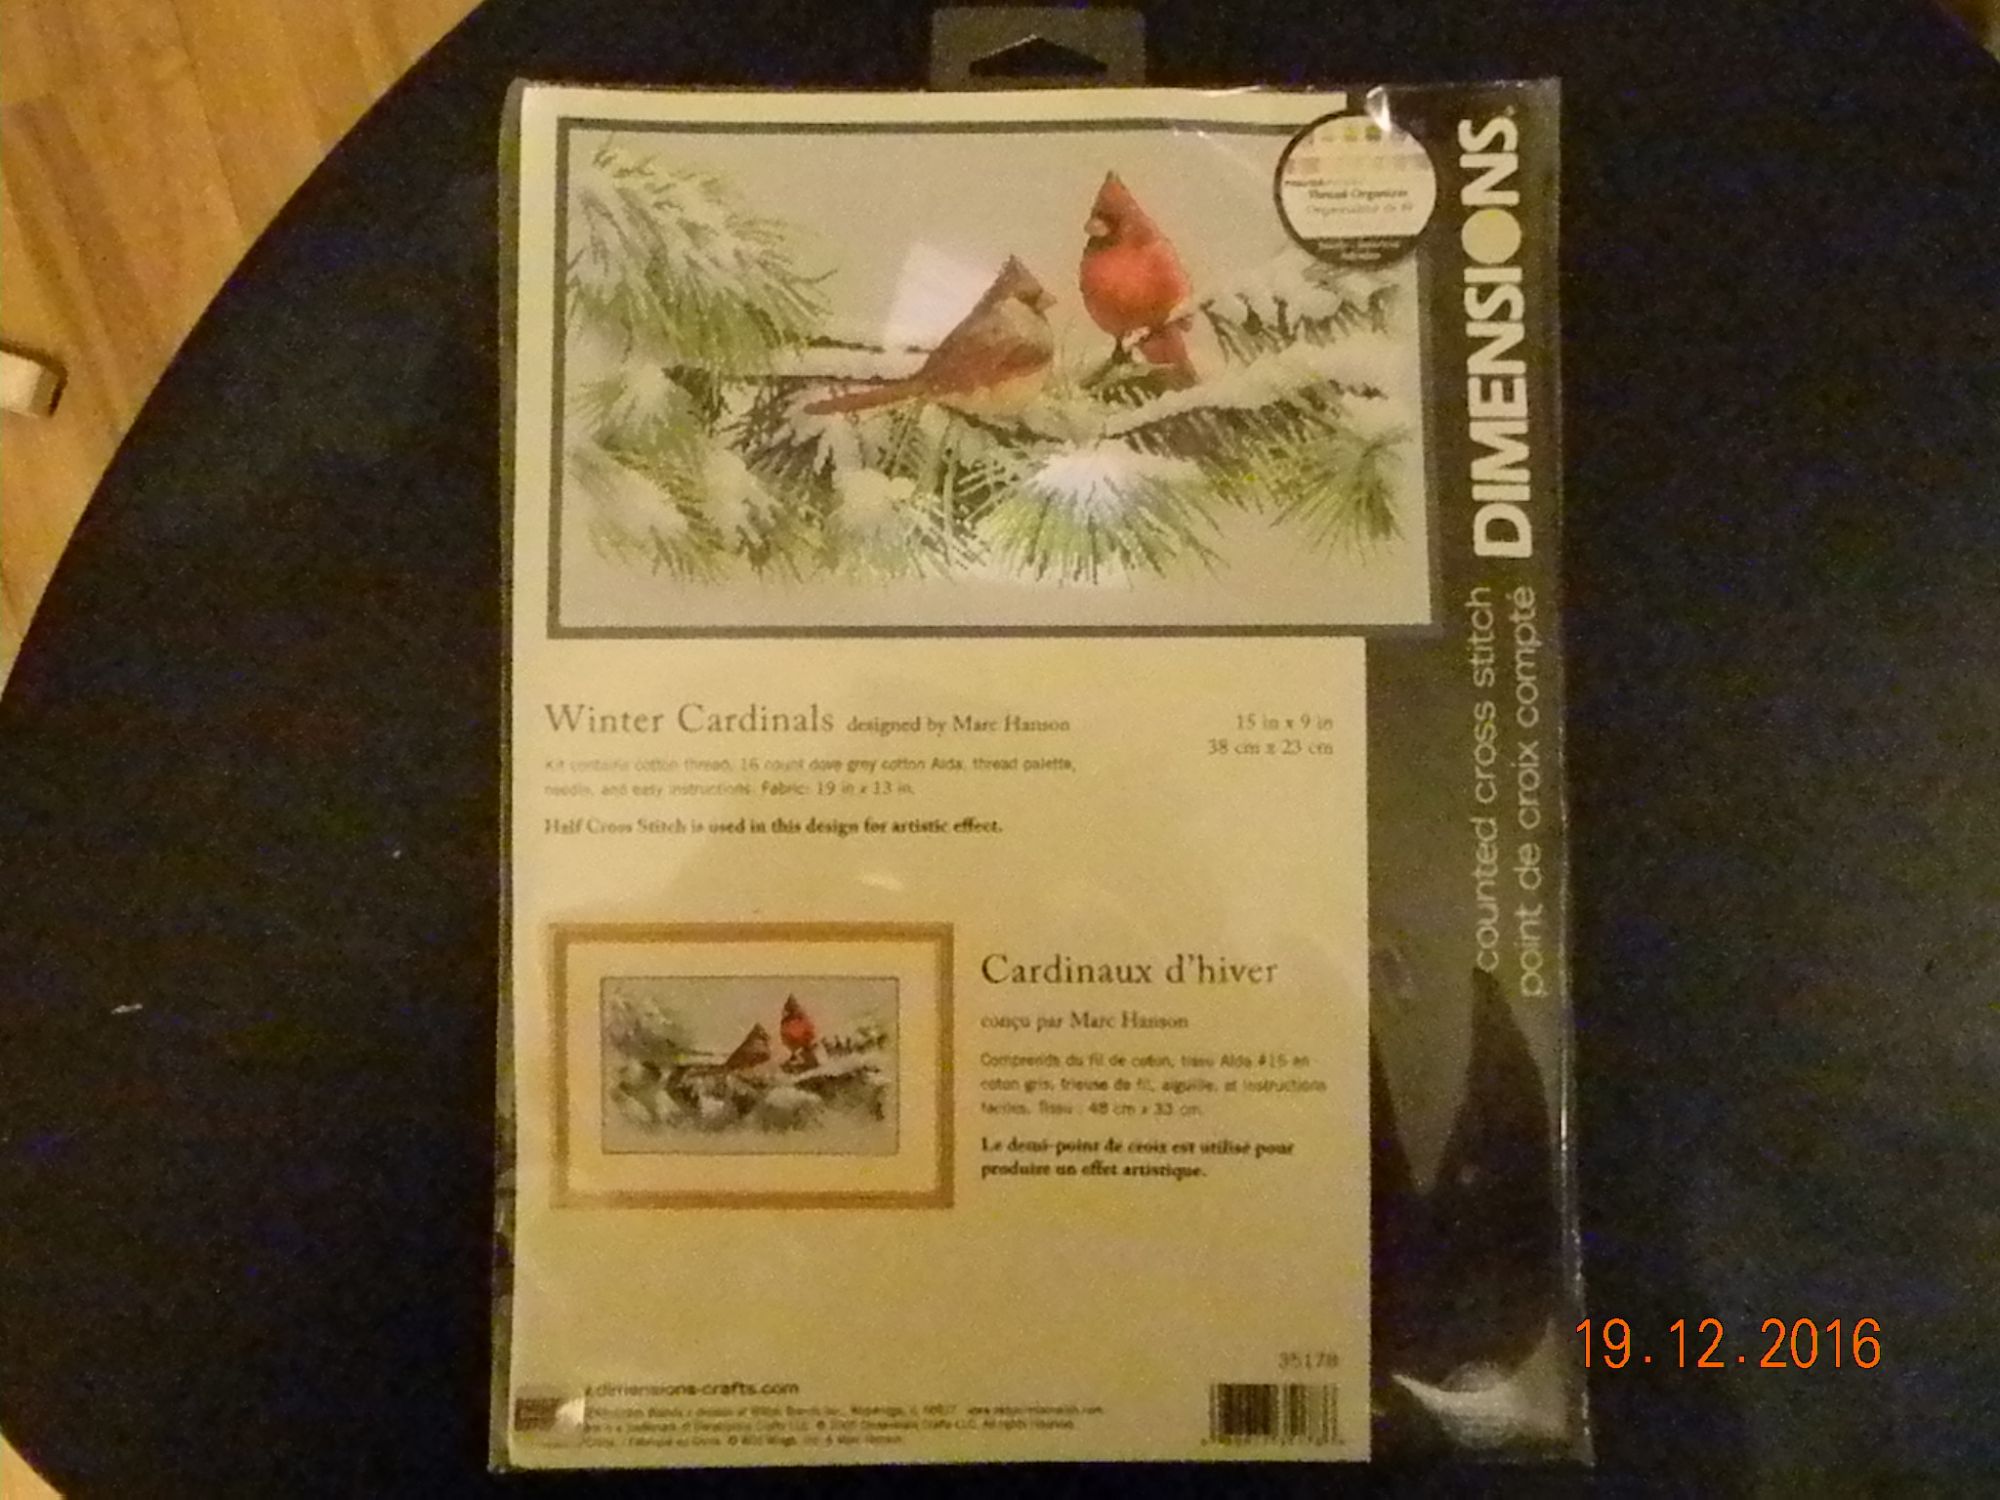 Thread Organizer
DIMENSIONS®
counted cross stitch
point de croix compté
Winter Cardinals designed by Marc Hanson
15 in x 9 in
38 cm x 23 cm
Kit contains cotton thread, 16 count dove grey cotton Aida, thread palette,
needle, and easy instructions. Fabric: 19 in x 13 in.
Half Cross Stitch is used in this design for artistic effect.
Cardinaux d'hiver
conçu par Marc Hanson
Comprends du fil de coton, tissu Aida #16 en
coton gris, trieuse de fil, aiguille, et instructions
faciles. Tissu : 48 cm x 33 cm.
Le demi-point de croix est utilisé pour
produire un effet artistique.
35178
dimensions-crafts.com
19.12.2016